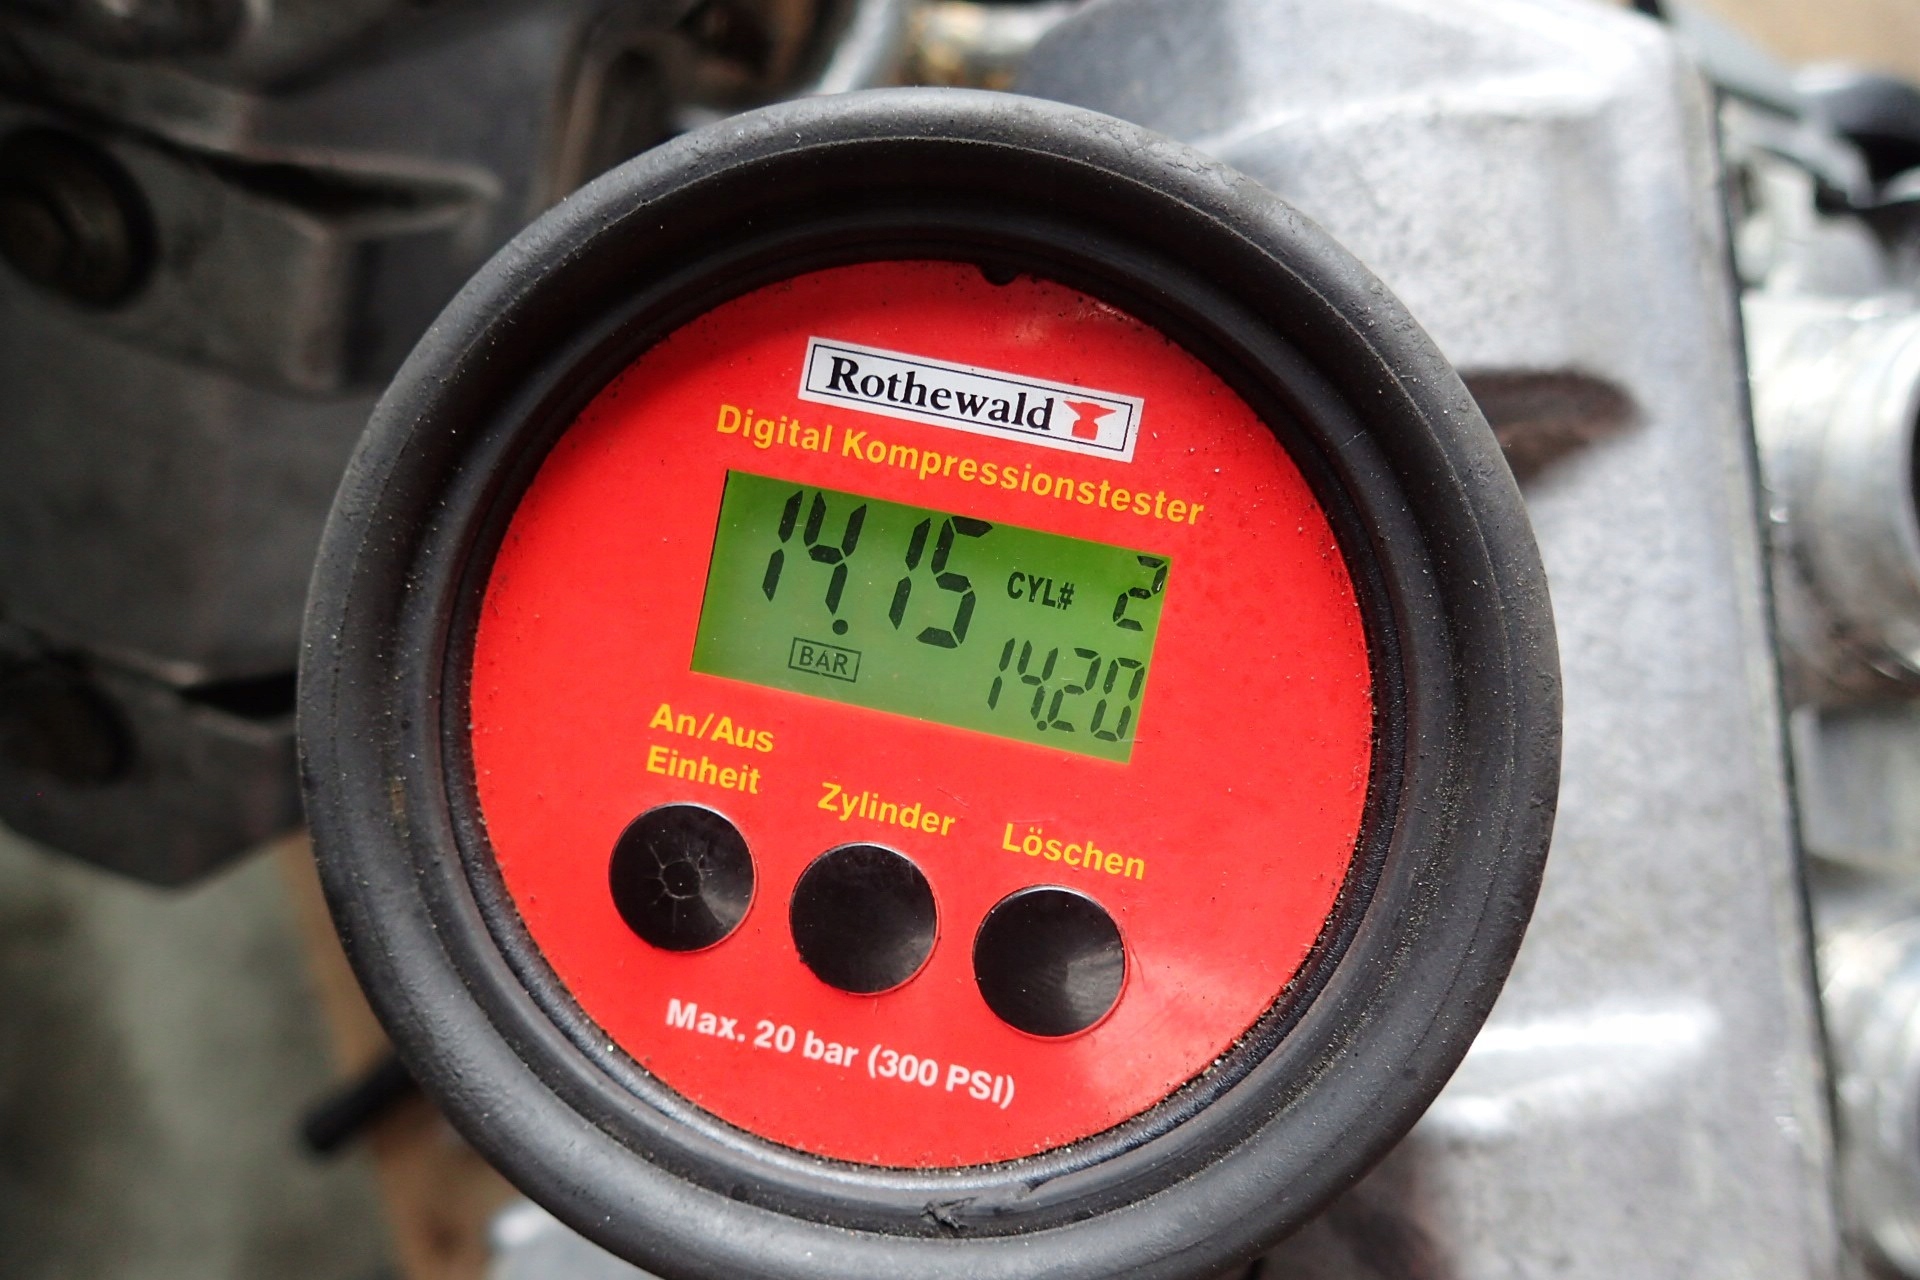 Rothewald
Digital Kompressionstester
14.15 CYL# 2
BAR 14.20
An/Aus
Einheit
Zylinder
Löschen
Max. 20 bar (300 PSI)